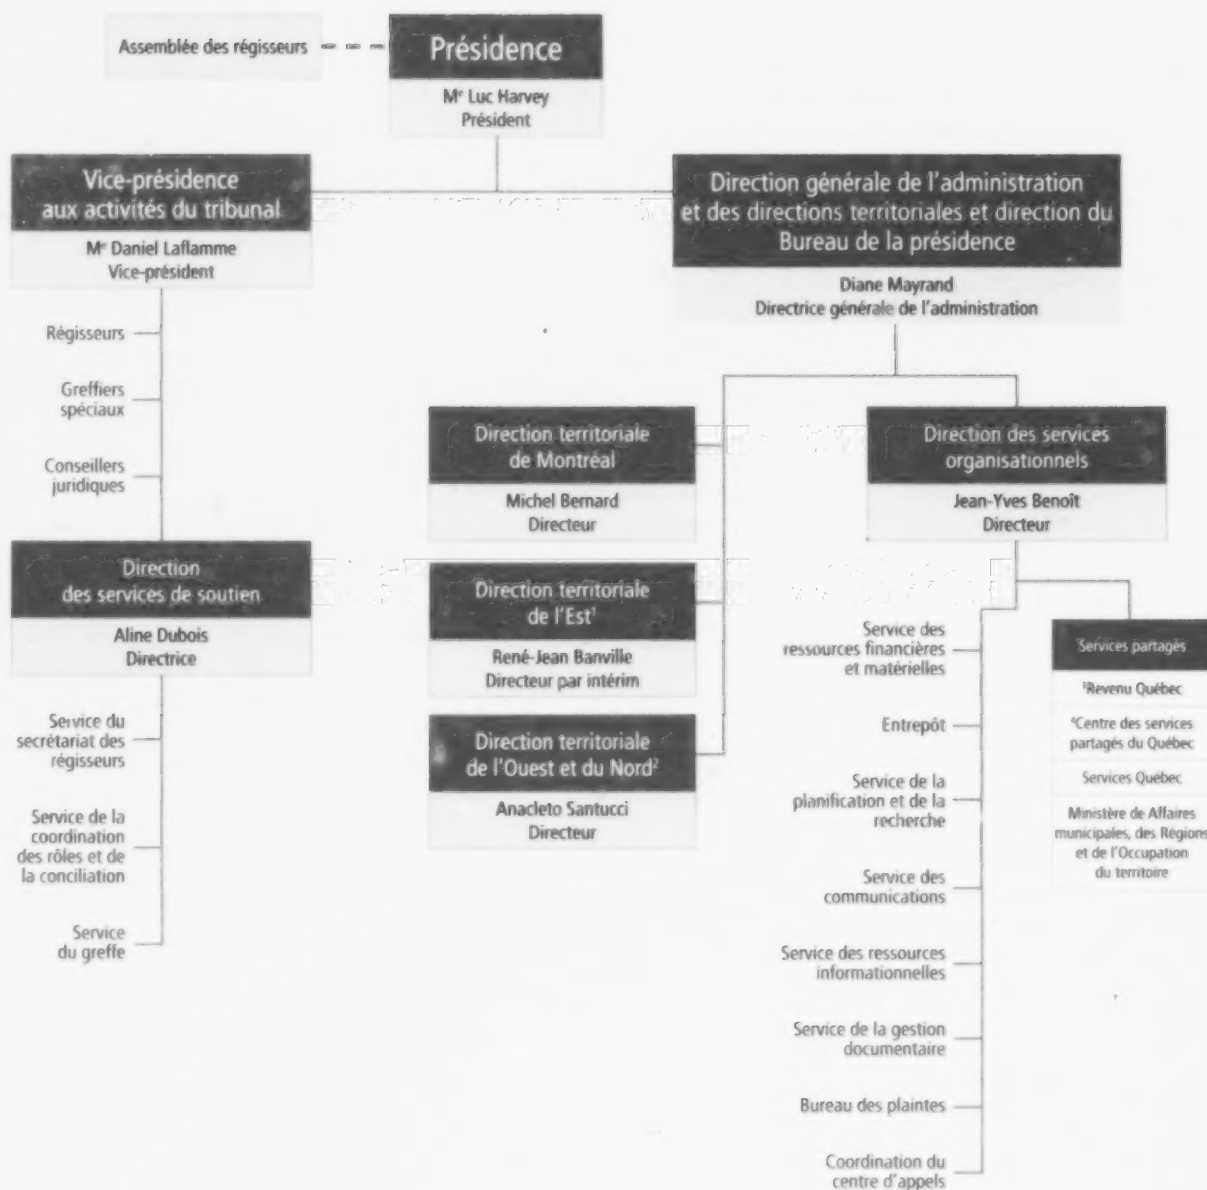 Assemblée des régisseurs
Présidence
Mᵉ Luc Harvey
Président
Vice-présidence
aux activités du tribunal
Mᵉ Daniel Laflamme
Vice-président
Régisseurs
Greffiers
spéciaux
Conseillers
juridiques
Direction
des services de soutien
Aline Dubois
Directrice
Service du
secrétariat des
régisseurs
Service de la
coordination
des rôles et de
la conciliation
Service
du greffe
Direction générale de l'administration
et des directions territoriales et direction du
Bureau de la présidence
Diane Mayrand
Directrice générale de l'administration
Direction territoriale
de Montréal
Michel Bernard
Directeur
Direction territoriale
de l'Est¹
René-Jean Banville
Directeur par intérim
Direction territoriale
de l'Ouest et du Nord²
Anacleto Santucci
Directeur
Direction des services
organisationnels
Jean-Yves Benoît
Directeur
Service des
ressources financières
et matérielles
Entrepôt
Service de la
planification et de la
recherche
Service des
communications
Service des ressources
informationnelles
Service de la gestion
documentaire
Bureau des plaintes
Coordination du
centre d'appels
Services partagés
³Revenu Québec
⁴Centre des services
partagés du Québec
Services Québec
Ministère de Affaires
municipales, des Régions
et de l'Occupation
du territoire